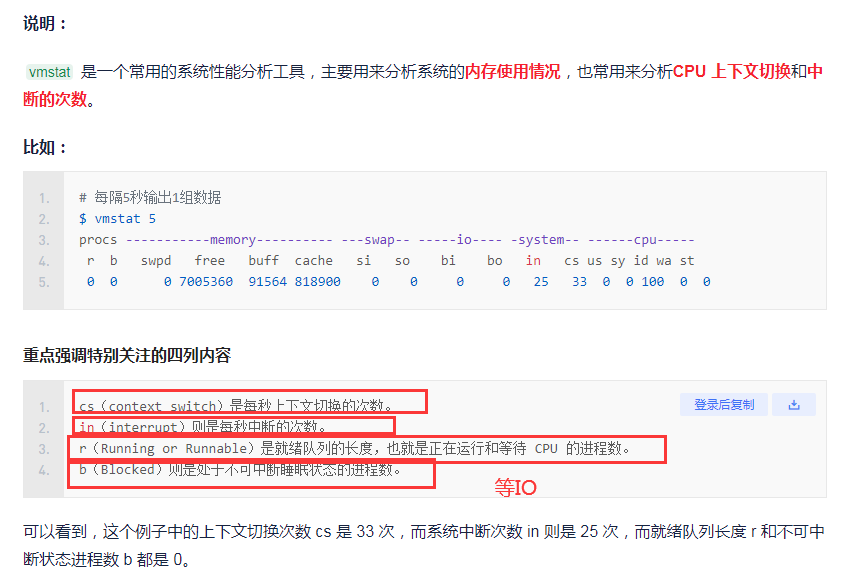 说明：
vmstat 是一个常用的系统性能分析工具，主要用来分析系统的内存使用情况，也常用来分析CPU 上下文切换和中
断的次数。
比如：
1. # 每隔5秒输出1组数据
2. $ vmstat 5
3. procs -----------memory---------- ---swap-- -----io---- -system-- ------cpu-----
4. r b swpd free buff cache si so bi bo in cs us sy id wa st
5. 0 0 0 7005360 91564 818900 0 0 0 0 25 33 0 0 100 0 0
重点强调特别关注的四列内容
登录后复制
1. cs（context switch）是每秒上下文切换的次数。
2. in（interrupt）则是每秒中断的次数。
3. r（Running or Runnable）是就绪队列的长度，也就是正在运行和等待 CPU 的进程数。
4. b（Blocked）则是处于不可中断睡眠状态的进程数。
等IO
可以看到，这个例子中的上下文切换次数 cs 是 33 次，而系统中断次数 in 则是 25 次，而就绪队列长度 r 和不可中
断状态进程数 b 都是 0。